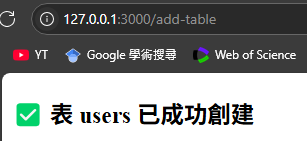 127.0.0.1:3000/add-table
YT Google 學術搜尋 Web of Science
表 users 已成功創建